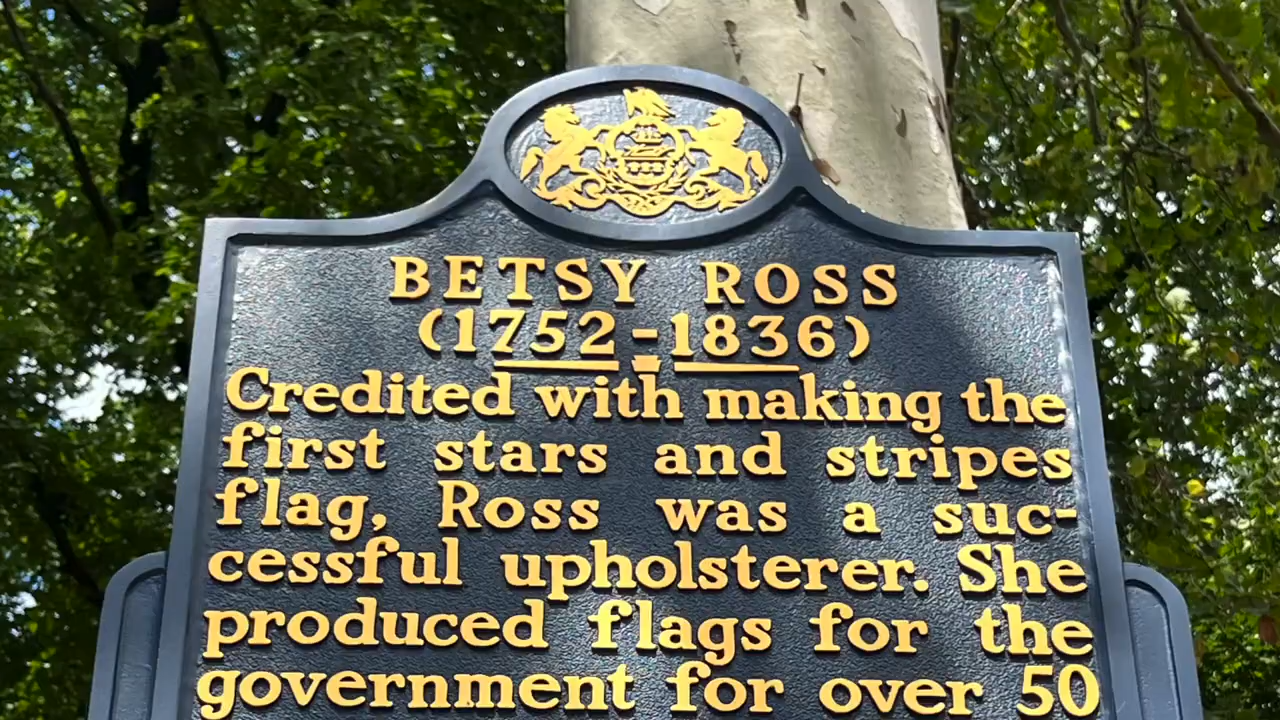 BETSY ROSS
(1752-1836)
Credited with making the
first stars and stripes
flag, Ross was a suc-
cessful upholsterer. She
produced flags for the
government for over 50